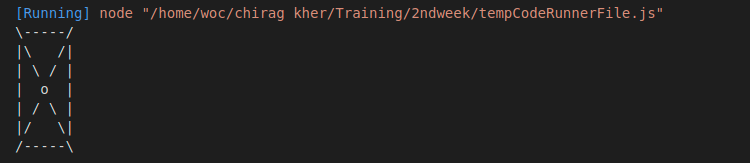 [Running] node "/home/woc/chirag kher/Training/2ndweek/tempCodeRunnerFile.js"
\-----/
|\   /|
| \ / |
|  o  |
| / \ |
|/   \|
/-----\